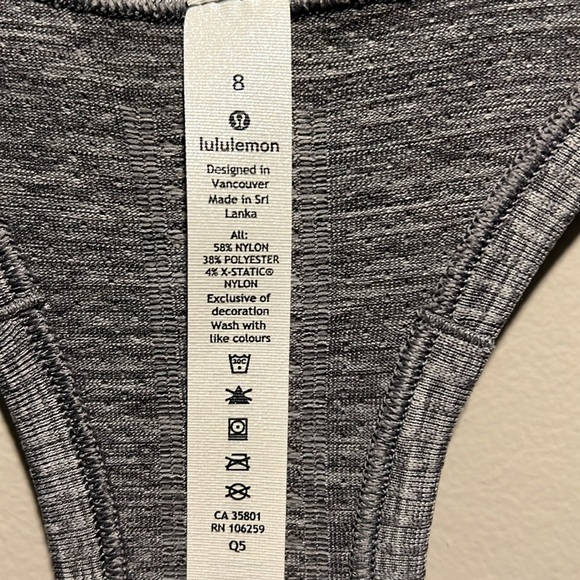 8
lululemon
Designed in
Vancouver
Made in Sri
Lanka
All:
58% NYLON
38% POLYESTER
4% X-STATIC®
NYLON
Exclusive of
decoration
Wash with
like colours
30C
CA 35801
RN 106259
Q5